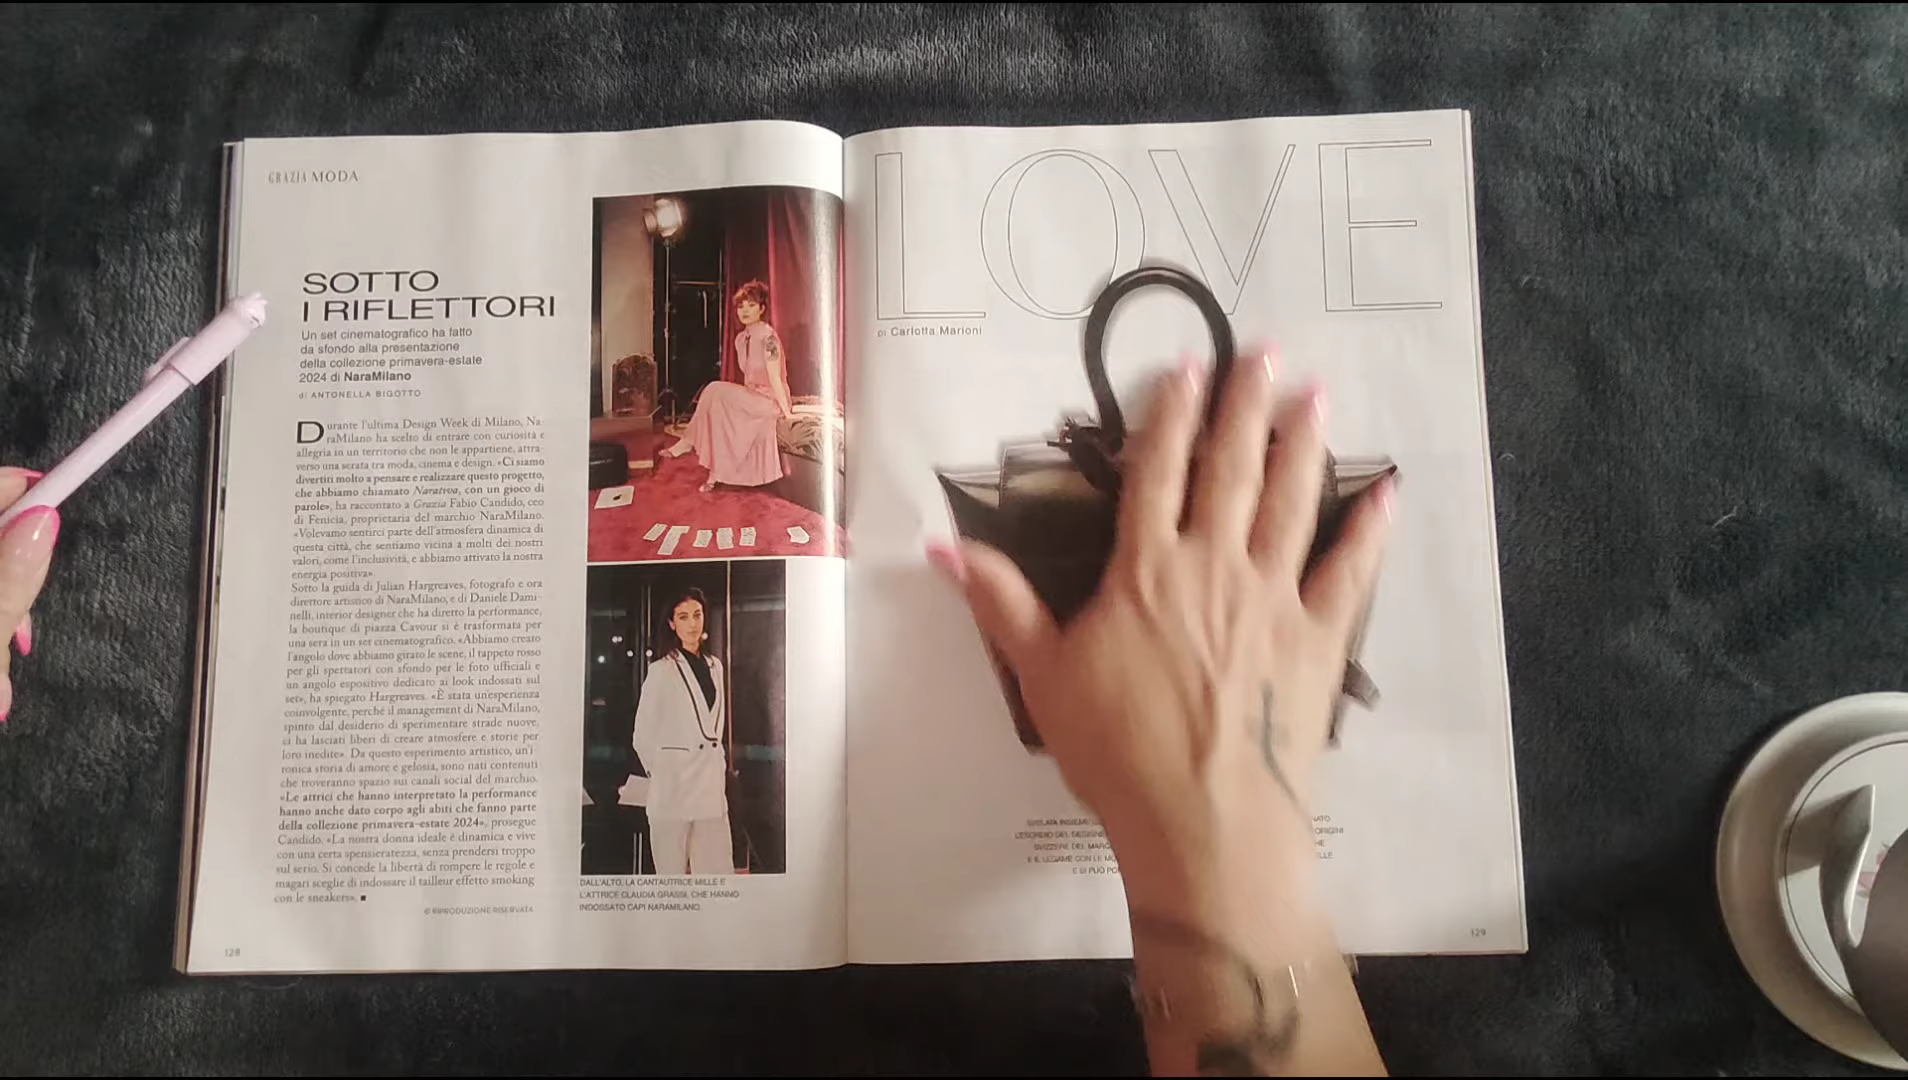 GRAZIA MODA
SOTTO
I RIFLETTORI
Un set cinematografico ha fatto
da sfondo alla presentazione
della collezione primavera-estate
2024 di NaraMilano
di ANTONELLA BIGOTTO
Durante l'ultima Design Week di Milano, Na-
raMilano ha scelto di entrare con curiosità e
allegria in un territorio che non le appartiene, attra-
verso una serata tra moda, cinema e design. «Ci siamo
divertiti molto a pensare e realizzare questo progetto,
che abbiamo chiamato Narativa, con un gioco di
parole», ha raccontato a Grazia Fabio Candido, ceo
di Fenicia, proprietaria del marchio NaraMilano.
«Volevamo sentirci parte dell'atmosfera dinamica di
questa città, che sentiamo vicina a molti dei nostri
valori, come l'inclusività, e abbiamo attivato la nostra
energia positiva».
Sotto la guida di Julian Hargreaves, fotografo e ora
direttore artistico di NaraMilano, e di Daniele Dami-
nelli, interior designer che ha diretto la performance,
la boutique di piazza Cavour si è trasformata per
una sera in un set cinematografico. «Abbiamo creato
l'angolo dove abbiamo girato le scene, il tappeto rosso
per gli spettatori con sfondo per le foto ufficiali e
un angolo espositivo dedicato ai look indossati sul
set», ha spiegato Hargreaves. «È stata un'esperienza
coinvolgente, perché il management di NaraMilano,
spinto dal desiderio di sperimentare strade nuove,
ci ha lasciati liberi di creare atmosfere e storie per
loro inedite». Da questo esperimento artistico, un'i-
ronica storia di amore e gelosia, sono nati contenuti
che troveranno spazio sui canali social del marchio.
«Le attrici che hanno interpretato la performance
hanno anche dato corpo agli abiti che fanno parte
della collezione primavera-estate 2024», prosegue
Candido. «La nostra donna ideale è dinamica e vive
con una certa spensieratezza, senza prendersi troppo
sul serio. Si concede la libertà di rompere le regole e
magari sceglie di indossare il tailleur effetto smoking
con le sneakers». ■
© RIPRODUZIONE RISERVATA
DALL'ALTO, LA CANTAUTRICE MILLE E
L'ATTRICE CLAUDIA GRASSI, CHE HANNO
INDOSSATO CAPI NARAMILANO.
128
LOVE
di Carlotta Marioni
INSIEME
L'ESORDIO DEL DESIGNER
SVIZZERE DEL
E IL LEGAME CON LE
E SI PUÒ
129